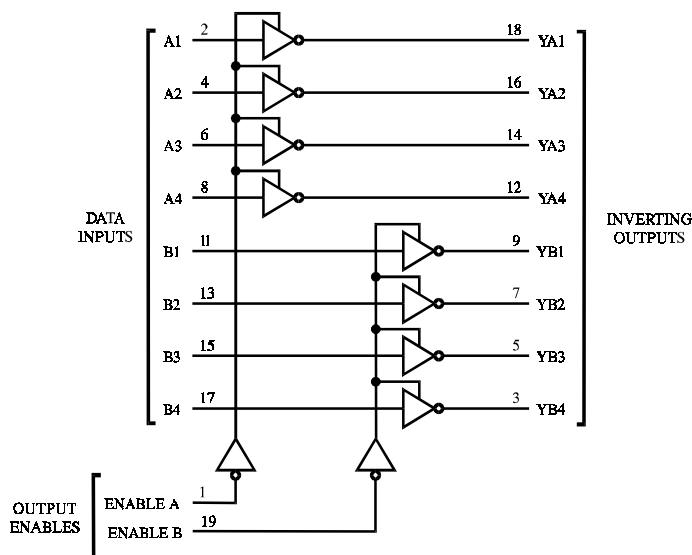 A1 2 18 YA1
A2 4 16 YA2
A3 6 14 YA3
A4 8 12 YA4
DATA
INPUTS
INVERTING
OUTPUTS
B1 11 9 YB1
B2 13 7 YB2
B3 15 5 YB3
B4 17 3 YB4
OUTPUT
ENABLES
ENABLE A 1
ENABLE B 19